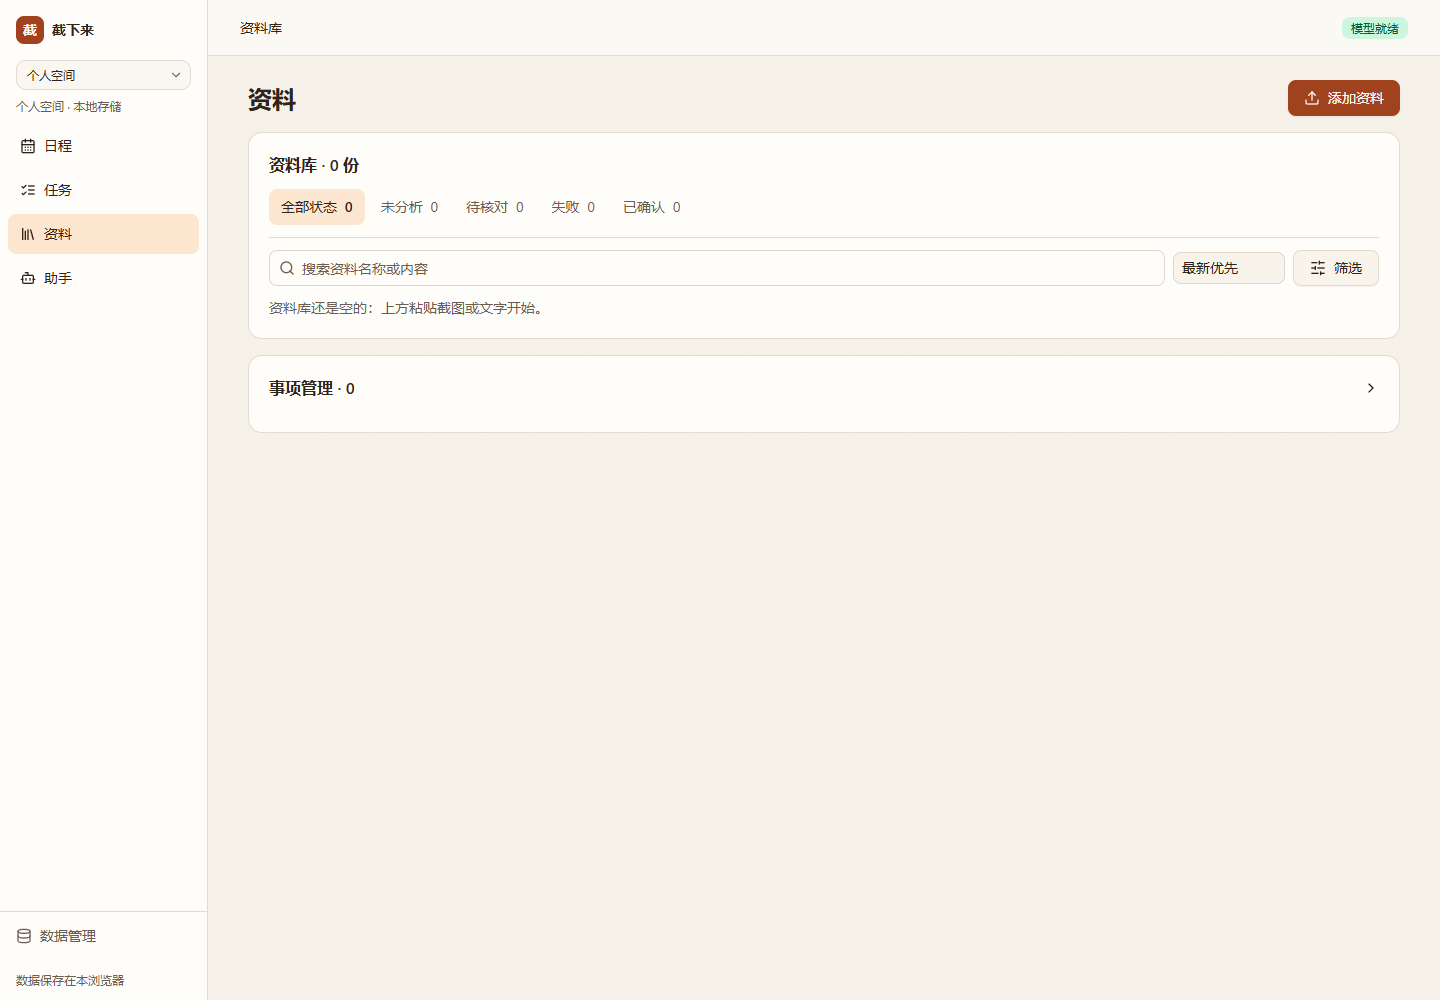 截 截下来
个人空间
个人空间 · 本地存储
日程
任务
资料
助手
数据管理
数据保存在本浏览器
资料库
模型就绪
资料
添加资料
资料库 · 0 份
全部状态 0 未分析 0 待核对 0 失败 0 已确认 0
搜索资料名称或内容
最新优先
筛选
资料库还是空的：上方粘贴截图或文字开始。
事项管理 · 0